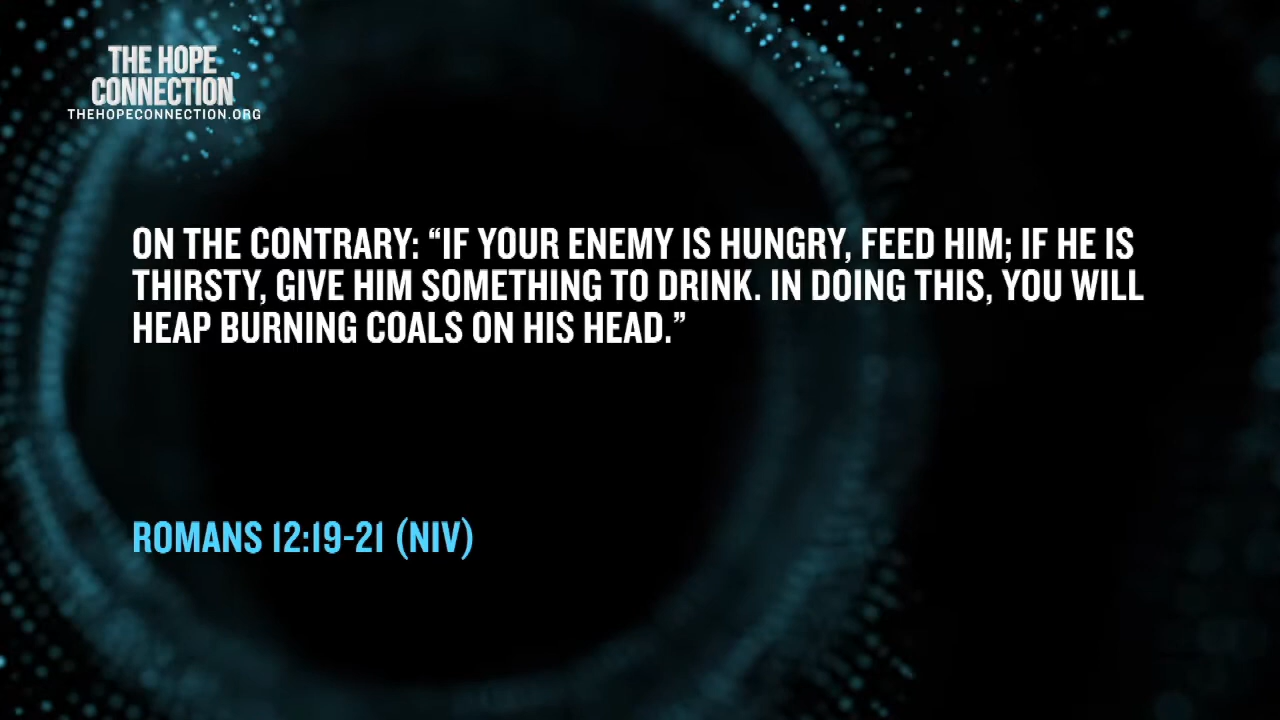 THE HOPE
CONNECTION
THEHOPECONNECTION.ORG
ON THE CONTRARY: “IF YOUR ENEMY IS HUNGRY, FEED HIM; IF HE IS
THIRSTY, GIVE HIM SOMETHING TO DRINK. IN DOING THIS, YOU WILL
HEAP BURNING COALS ON HIS HEAD.”
ROMANS 12:19-21 (NIV)